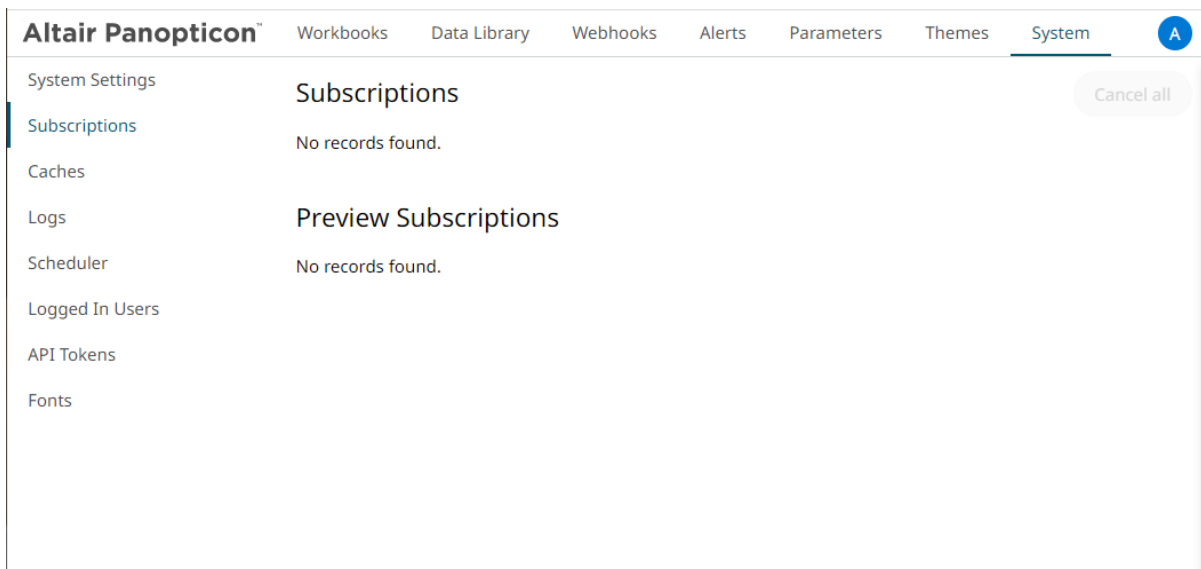 Altair Panopticon™ Workbooks Data Library Webhooks Alerts Parameters Themes System A
System Settings
Subscriptions
Caches
Logs
Scheduler
Logged In Users
API Tokens
Fonts
Subscriptions Cancel all
No records found.
Preview Subscriptions
No records found.